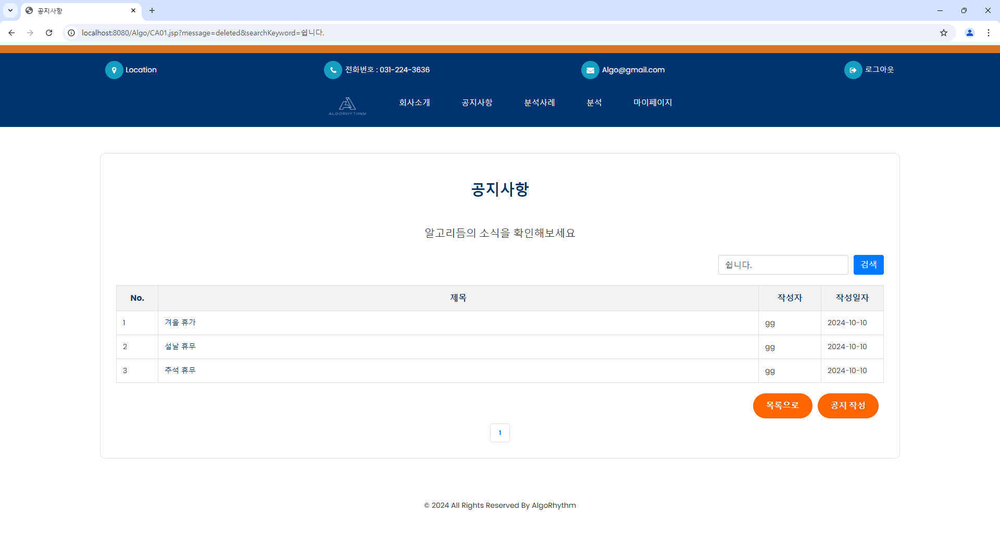 공지사항
localhost:8080/Algo/CA01.jsp?message=deleted&searchKeyword=쉽니다.
Location
전화번호 : 031-224-3636
Algo@gmail.com
로그아웃
ALGORHYTHNM
회사소개 공지사항 분석사례 분석 마이페이지
공지사항
알고리듬의 소식을 확인해보세요
쉽니다. 검색
No. 제목 작성자 작성일자
1 겨울 휴가 gg 2024-10-10
2 설날 휴무 gg 2024-10-10
3 추석 휴무 gg 2024-10-10
목록으로 공지 작성
1
© 2024 All Rights Reserved By AlgoRhythm